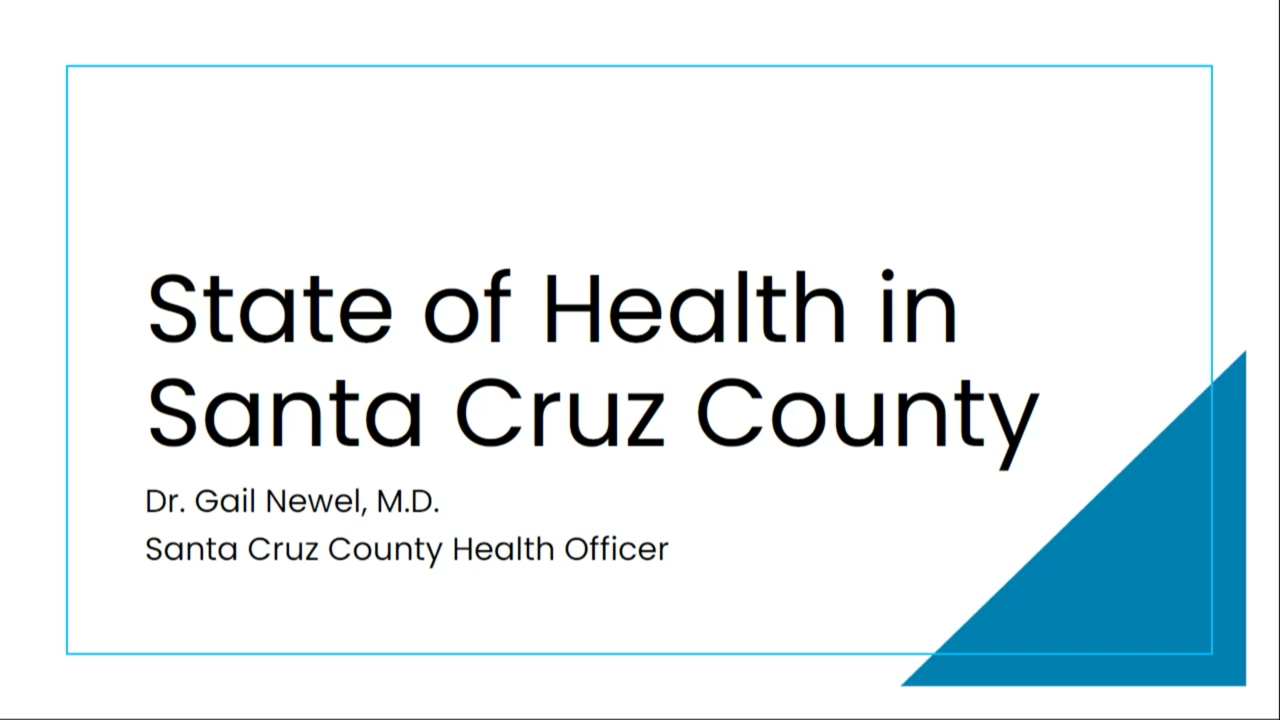 State of Health in
Santa Cruz County
Dr. Gail Newel, M.D.
Santa Cruz County Health Officer